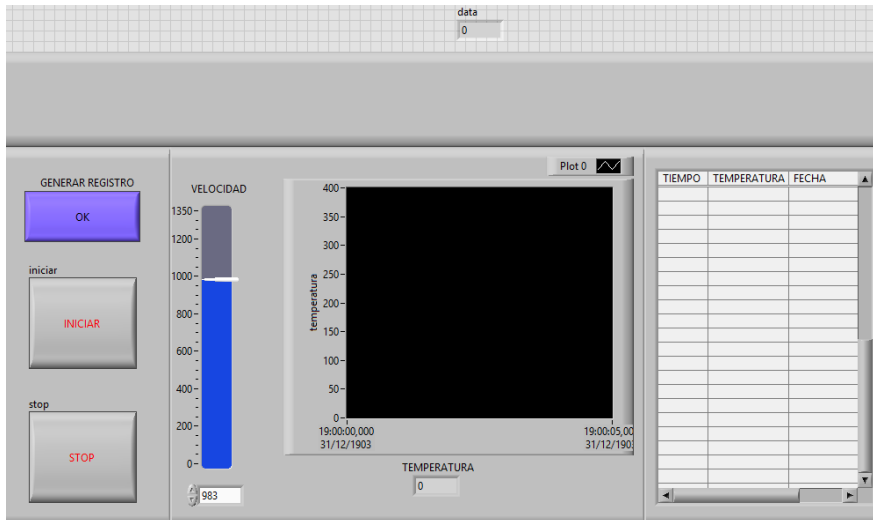 data
0
GENERAR REGISTRO
OK
iniciar
INICIAR
stop
STOP
VELOCIDAD
1350
1200
1000
800
600
400
200
0
983
Plot 0
temperatura
400
350
300
250
200
150
100
50
0
19:00:00,000
31/12/1903
19:00:05,00
31/12/190
TEMPERATURA
0
TIEMPO TEMPERATURA FECHA